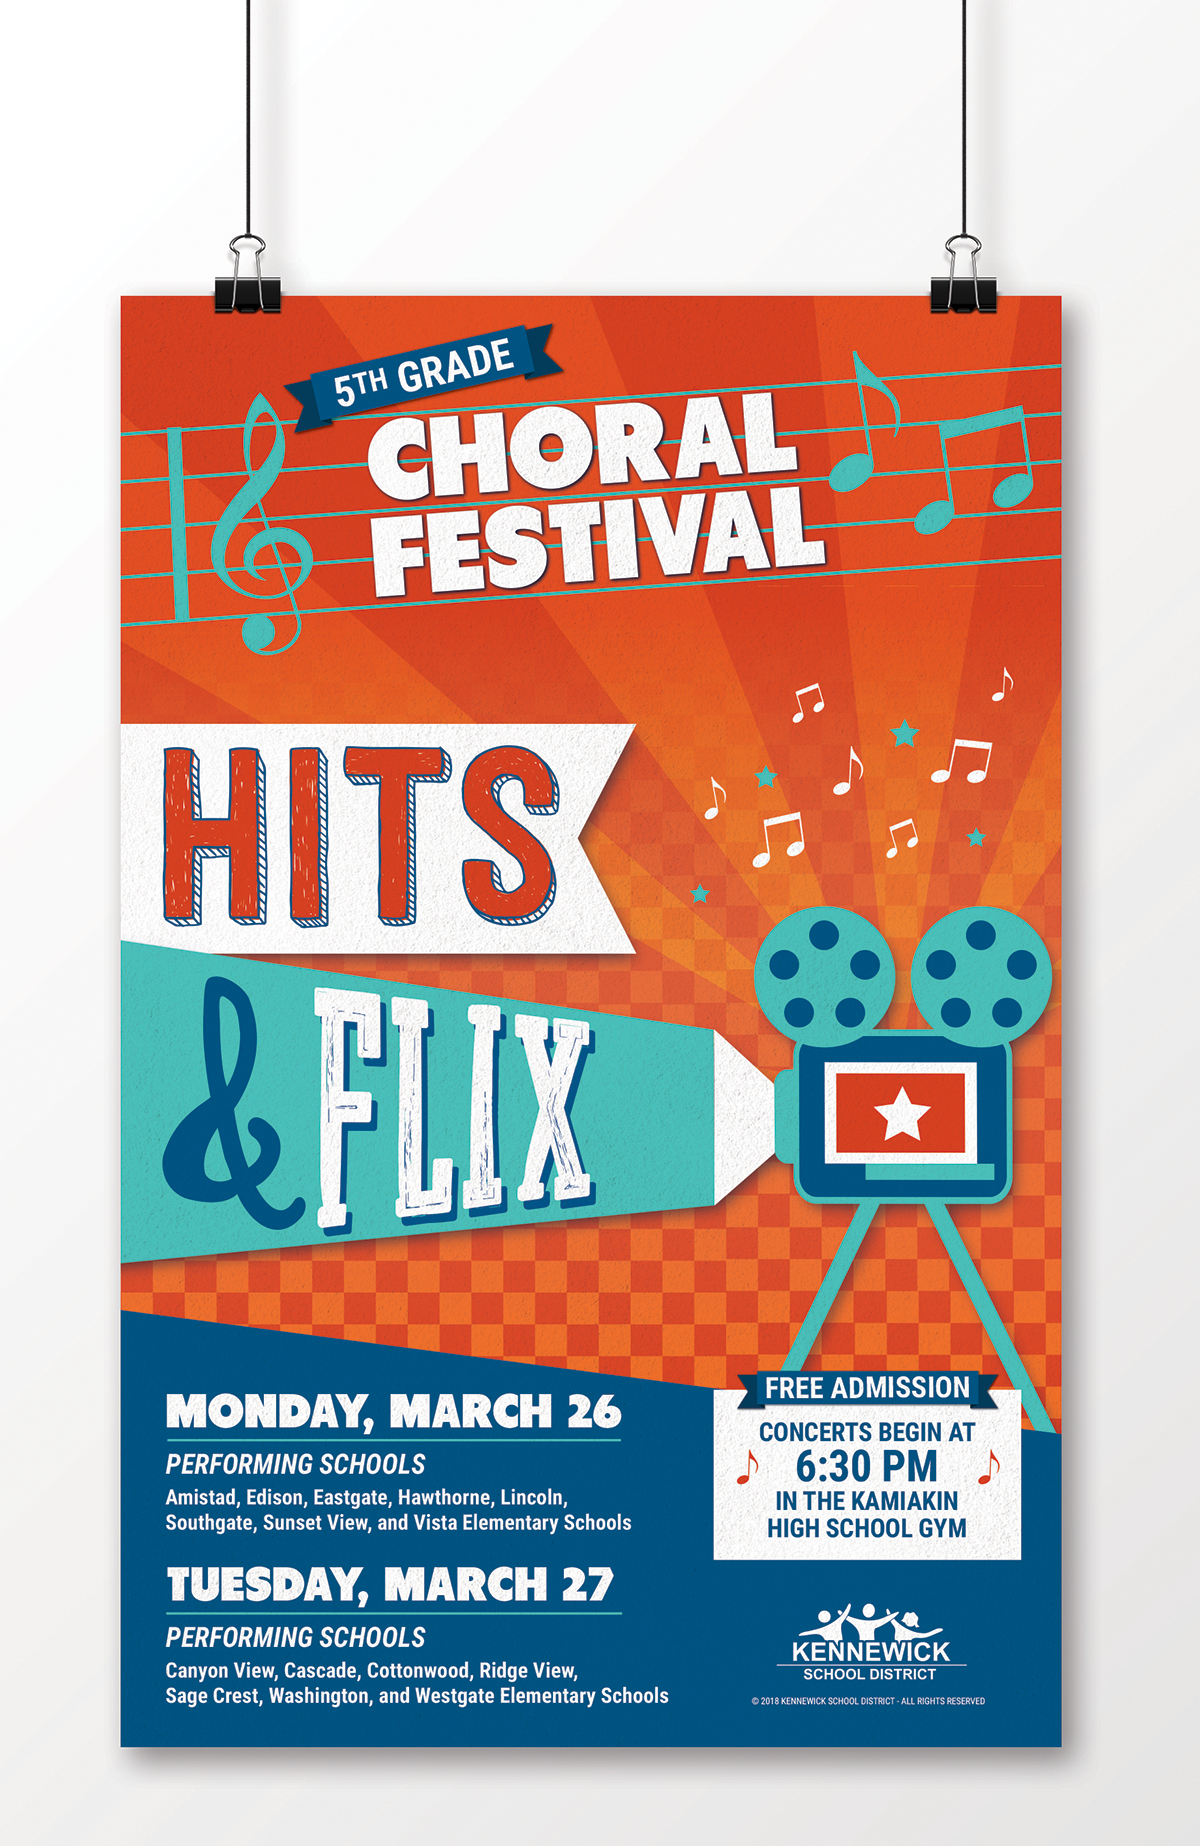 5TH GRADE
CHORAL
FESTIVAL
HITS
& FLIX
MONDAY, MARCH 26
PERFORMING SCHOOLS
Amistad, Edison, Eastgate, Hawthorne, Lincoln,
Southgate, Sunset View, and Vista Elementary Schools
TUESDAY, MARCH 27
PERFORMING SCHOOLS
Canyon View, Cascade, Cottonwood, Ridge View,
Sage Crest, Washington, and Westgate Elementary Schools
FREE ADMISSION
CONCERTS BEGIN AT
6:30 PM
IN THE KAMIAKIN
HIGH SCHOOL GYM
KENNEWICK
SCHOOL DISTRICT
© 2018 KENNEWICK SCHOOL DISTRICT - ALL RIGHTS RESERVED